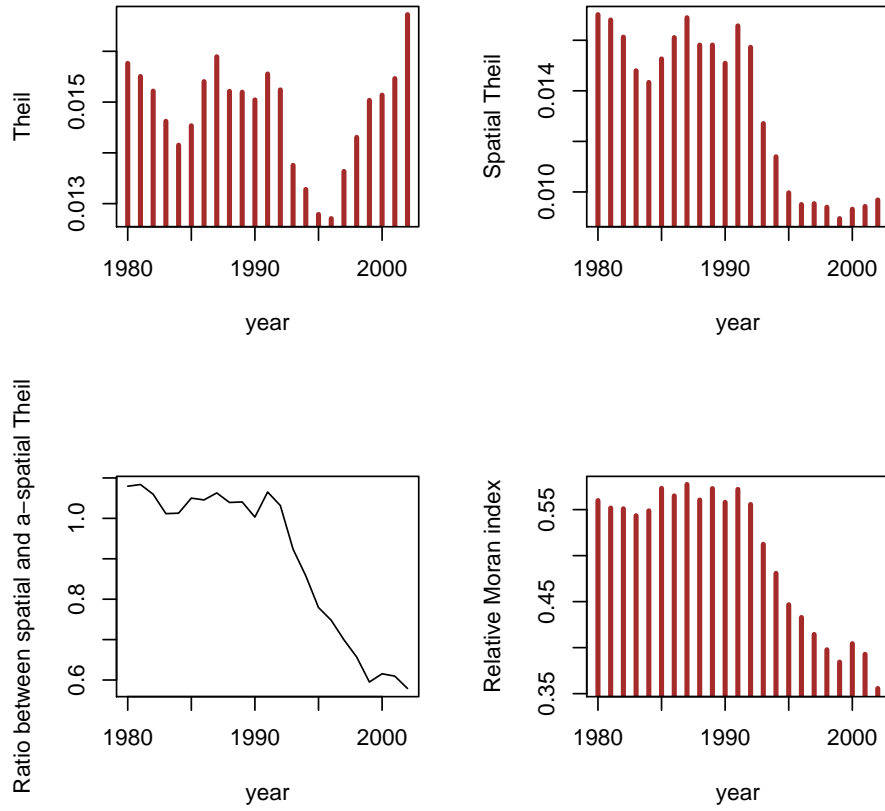 Theil
0.015
0.013
1980
1990
2000
year
Spatial Theil
0.014
0.010
1980
1990
2000
year
Ratio between spatial and a−spatial Theil
1.0
0.8
0.6
1980
1990
2000
year
Relative Moran index
0.55
0.45
0.35
1980
1990
2000
year